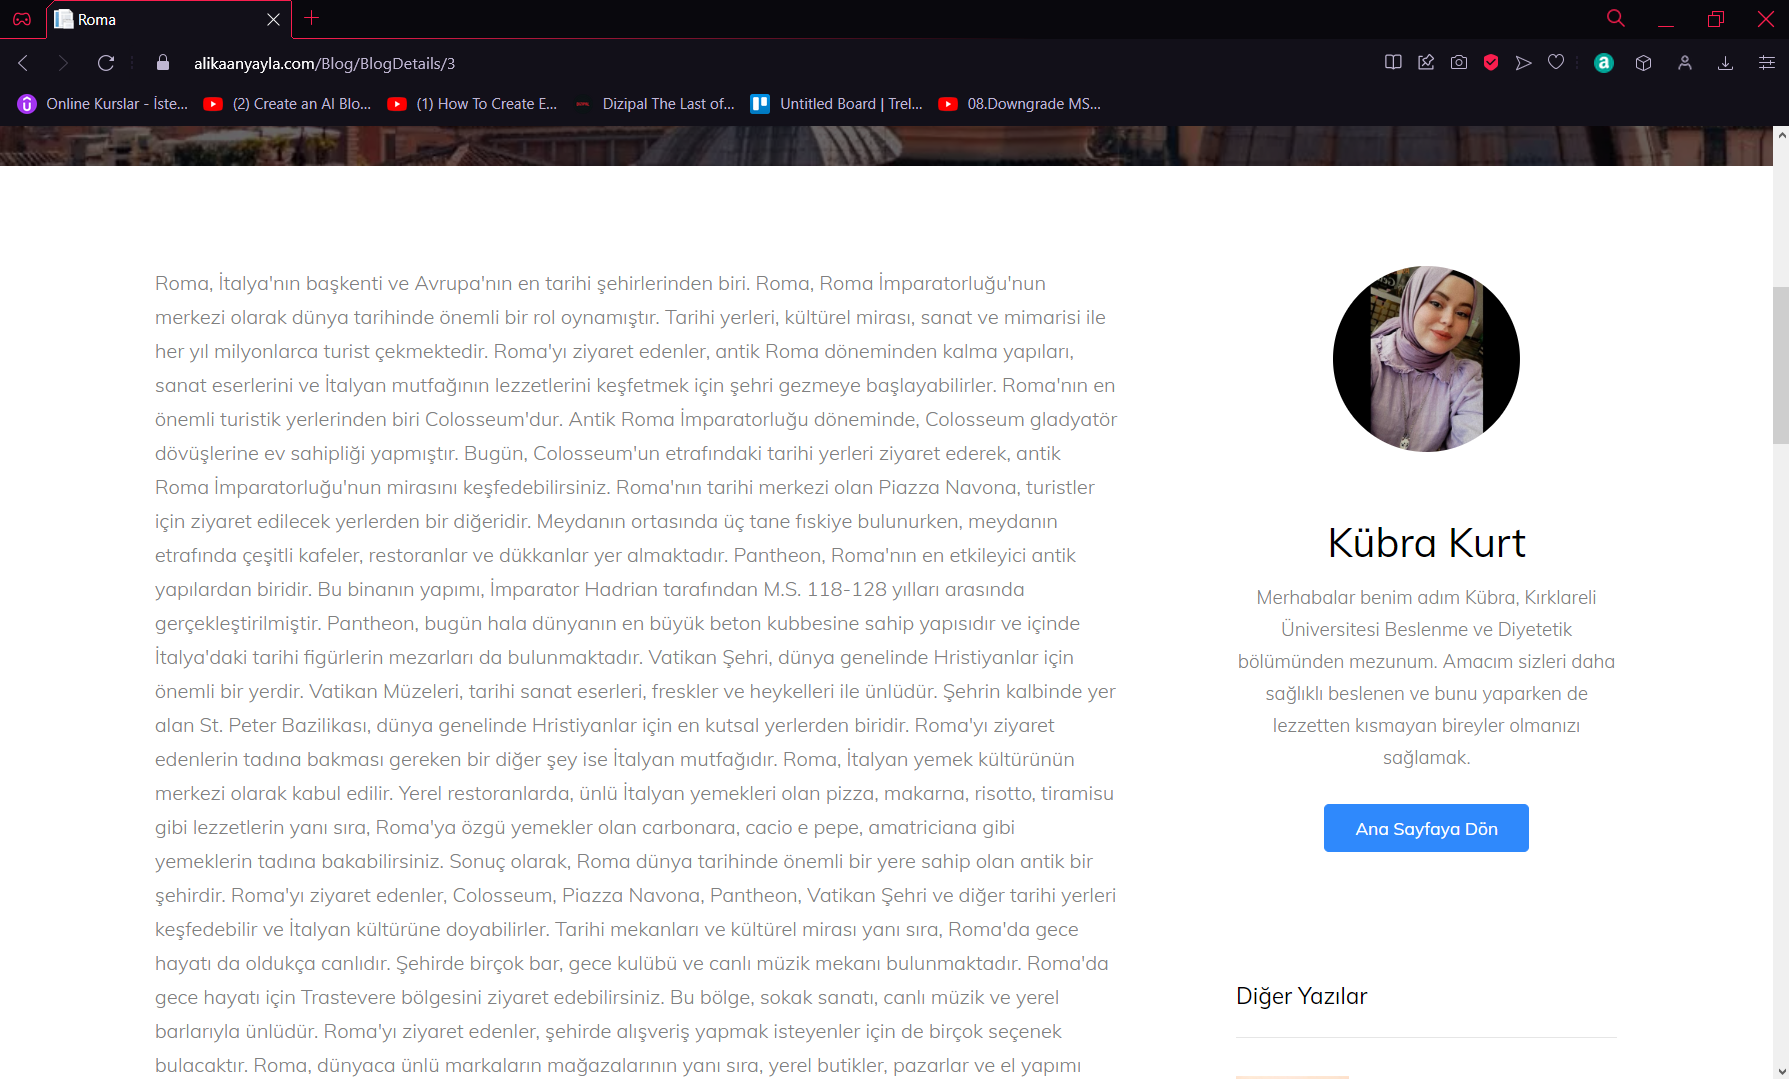 Roma
alikaanyayla.com/Blog/BlogDetails/3
Online Kurslar - İste...
(2) Create an AI Blo...
(1) How To Create E...
Dizipal The Last of...
Untitled Board | Trel...
08.Downgrade MS...
Roma, İtalya'nın başkenti ve Avrupa'nın en tarihi şehirlerinden biri. Roma, Roma İmparatorluğu'nun
merkezi olarak dünya tarihinde önemli bir rol oynamıştır. Tarihi yerleri, kültürel mirası, sanat ve mimarisi ile
her yıl milyonlarca turist çekmektedir. Roma'yı ziyaret edenler, antik Roma döneminden kalma yapıları,
sanat eserlerini ve İtalyan mutfağının lezzetlerini keşfetmek için şehri gezmeye başlayabilirler. Roma'nın en
önemli turistik yerlerinden biri Colosseum'dur. Antik Roma İmparatorluğu döneminde, Colosseum gladyatör
dövüşlerine ev sahipliği yapmıştır. Bugün, Colosseum'un etrafındaki tarihi yerleri ziyaret ederek, antik
Roma İmparatorluğu'nun mirasını keşfedebilirsiniz. Roma'nın tarihi merkezi olan Piazza Navona, turistler
için ziyaret edilecek yerlerden bir diğeridir. Meydanın ortasında üç tane fıskiye bulunurken, meydanın
etrafında çeşitli kafeler, restoranlar ve dükkanlar yer almaktadır. Pantheon, Roma'nın en etkileyici antik
yapılardan biridir. Bu binanın yapımı, İmparator Hadrian tarafından M.S. 118-128 yılları arasında
gerçekleştirilmiştir. Pantheon, bugün hala dünyanın en büyük beton kubbesine sahip yapısıdır ve içinde
İtalya'daki tarihi figürlerin mezarları da bulunmaktadır. Vatikan Şehri, dünya genelinde Hristiyanlar için
önemli bir yerdir. Vatikan Müzeleri, tarihi sanat eserleri, freskler ve heykelleri ile ünlüdür. Şehrin kalbinde yer
alan St. Peter Bazilikası, dünya genelinde Hristiyanlar için en kutsal yerlerden biridir. Roma'yı ziyaret
edenlerin tadına bakması gereken bir diğer şey ise İtalyan mutfağıdır. Roma, İtalyan yemek kültürünün
merkezi olarak kabul edilir. Yerel restoranlarda, ünlü İtalyan yemekleri olan pizza, makarna, risotto, tiramisu
gibi lezzetlerin yanı sıra, Roma'ya özgü yemekler olan carbonara, cacio e pepe, amatriciana gibi
yemeklerin tadına bakabilirsiniz. Sonuç olarak, Roma dünya tarihinde önemli bir yere sahip olan antik bir
şehirdir. Roma'yı ziyaret edenler, Colosseum, Piazza Navona, Pantheon, Vatikan Şehri ve diğer tarihi yerleri
keşfedebilir ve İtalyan kültürüne doyabilirler. Tarihi mekanları ve kültürel mirası yanı sıra, Roma'da gece
hayatı da oldukça canlıdır. Şehirde birçok bar, gece kulübü ve canlı müzik mekanı bulunmaktadır. Roma'da
gece hayatı için Trastevere bölgesini ziyaret edebilirsiniz. Bu bölge, sokak sanatı, canlı müzik ve yerel
barlarıyla ünlüdür. Roma'yı ziyaret edenler, şehirde alışveriş yapmak isteyenler için de birçok seçenek
bulacaktır. Roma, dünyaca ünlü markaların mağazalarının yanı sıra, yerel butikler, pazarlar ve el yapımı
Kübra Kurt
Merhabalar benim adım Kübra, Kırklareli
Üniversitesi Beslenme ve Diyetetik
bölümünden mezunum. Amacım sizleri daha
sağlıklı beslenen ve bunu yaparken de
lezzetten kısmayan bireyler olmanızı
sağlamak.
Ana Sayfaya Dön
Diğer Yazılar